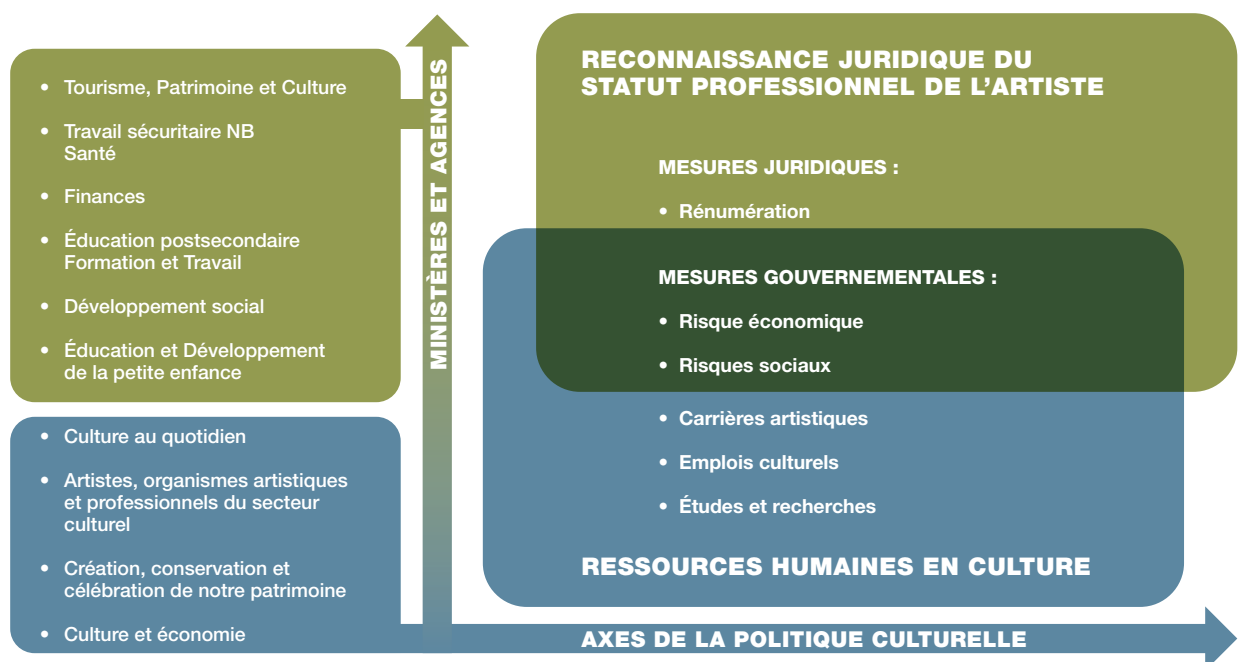 • Tourisme, Patrimoine et Culture
• Travail sécuritaire NB
Santé
• Finances
• Éducation postsecondaire
Formation et Travail
• Développement social
• Éducation et Développement
de la petite enfance
• Culture au quotidien
• Artistes, organismes artistiques
et professionnels du secteur
culturel
• Création, conservation et
célébration de notre patrimoine
• Culture et économie
MINISTÈRES ET AGENCES
RECONNAISSANCE JURIDIQUE DU
STATUT PROFESSIONNEL DE L’ARTISTE
MESURES JURIDIQUES :
• Rénumération
MESURES GOUVERNEMENTALES :
• Risque économique
• Risques sociaux
• Carrières artistiques
• Emplois culturels
• Études et recherches
RESSOURCES HUMAINES EN CULTURE
AXES DE LA POLITIQUE CULTURELLE